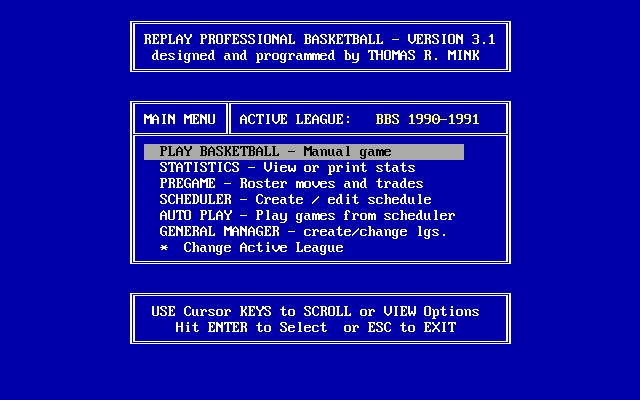 REPLAY PROFESSIONAL BASKETBALL - VERSION 3.1
designed and programmed by THOMAS R. MINK
MAIN MENU ACTIVE LEAGUE: BBS 1990-1991
PLAY BASKETBALL - Manual game
STATISTICS - View or print stats
PREGAME - Roster moves and trades
SCHEDULER - Create / edit schedule
AUTO PLAY - Play games from scheduler
GENERAL MANAGER - create/change lgs.
* Change Active League
USE Cursor KEYS to SCROLL or VIEW Options
Hit ENTER to Select or ESC to EXIT